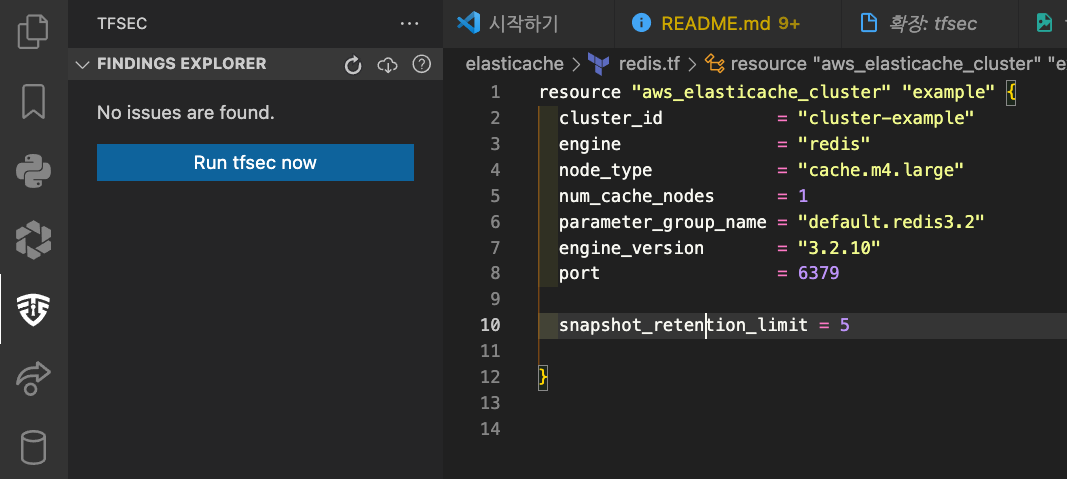 TFSEC
FINDINGS EXPLORER
No issues are found.
Run tfsec now
시작하기
README.md 9+
확장: tfsec
elasticache > redis.tf > resource "aws_elasticache_cluster" "e
1 resource "aws_elasticache_cluster" "example" {
2 cluster_id = "cluster-example"
3 engine = "redis"
4 node_type = "cache.m4.large"
5 num_cache_nodes = 1
6 parameter_group_name = "default.redis3.2"
7 engine_version = "3.2.10"
8 port = 6379
9
10 snapshot_retention_limit = 5
11
12 }
13
14